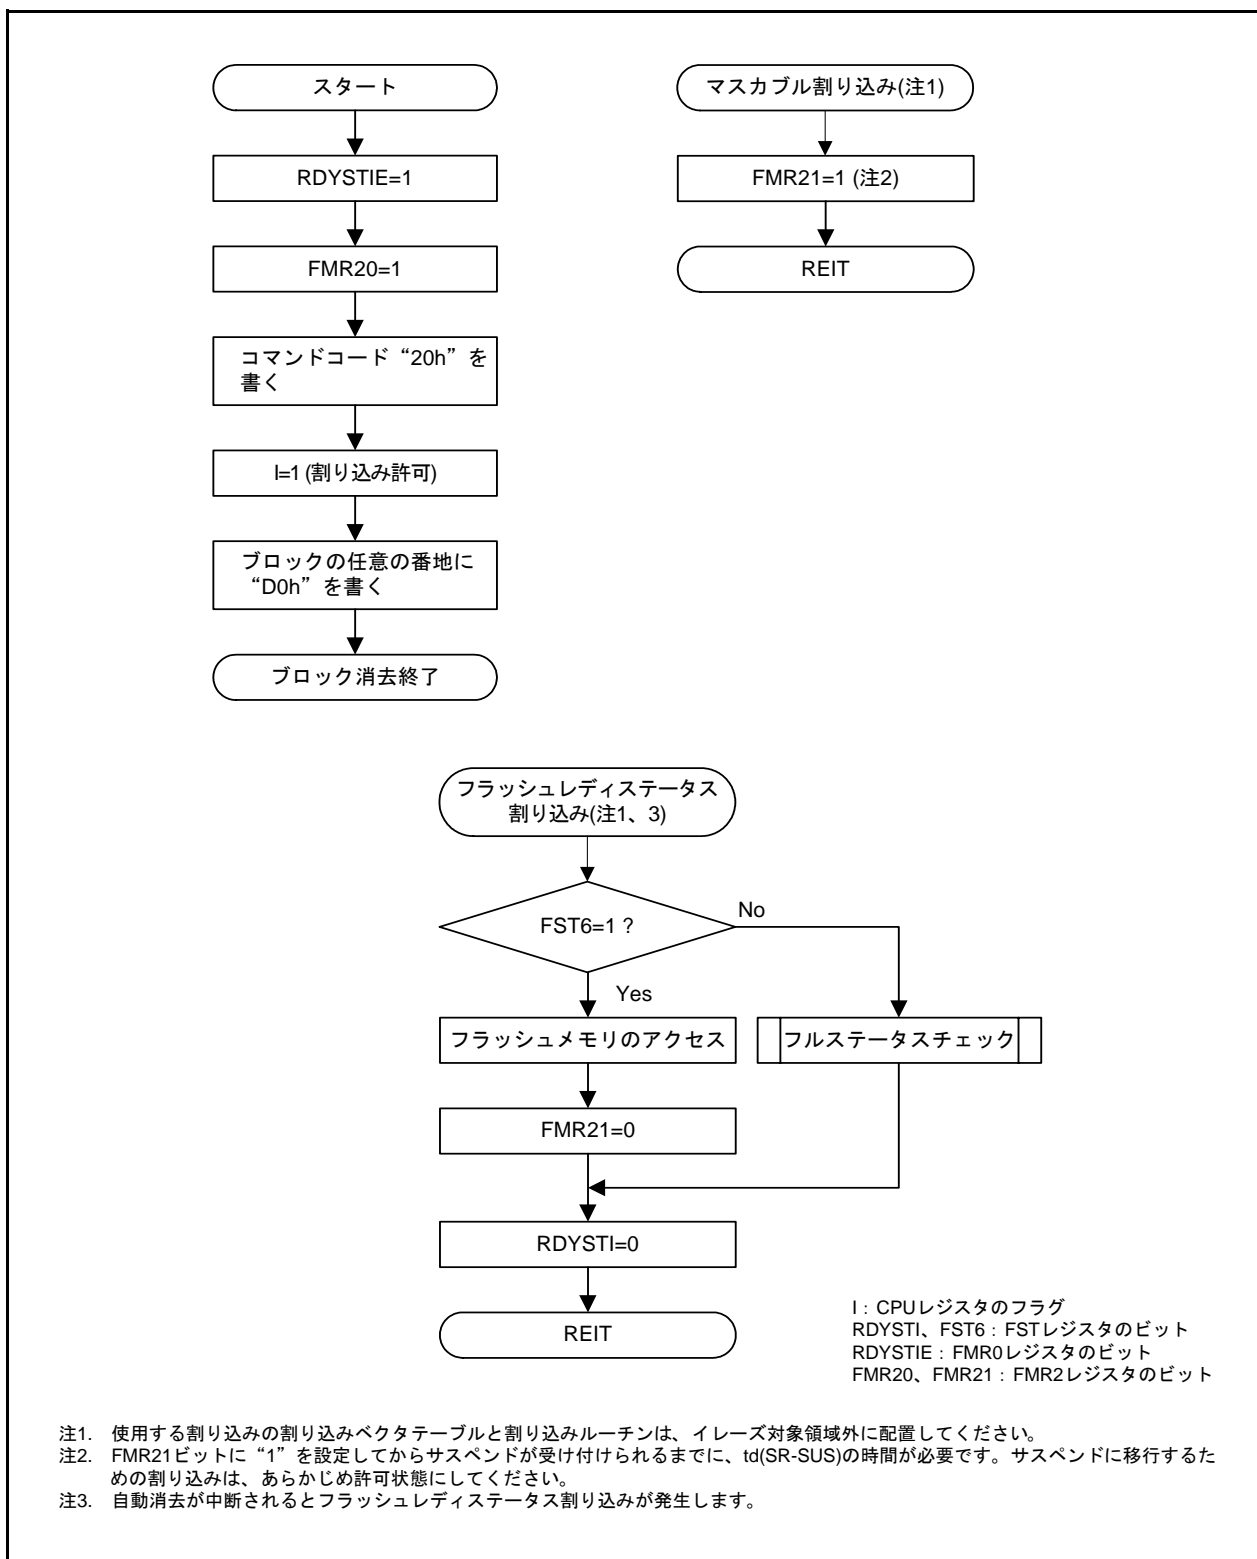 スタート
RDYSTIE=1
FMR20=1
コマンドコード“20h”を
書く
I=1 (割り込み許可)
ブロックの任意の番地に
“D0h”を書く
ブロック消去終了
マスカブル割り込み(注1)
FMR21=1 (注2)
REIT
フラッシュレディステータス
割り込み(注1、3)
FST6=1 ?
No
Yes
フラッシュメモリのアクセス
フルステータスチェック
FMR21=0
RDYSTI=0
REIT
I : CPUレジスタのフラグ
RDYSTI、FST6 : FSTレジスタのビット
RDYSTIE : FMR0レジスタのビット
FMR20、FMR21 : FMR2レジスタのビット
注1. 使用する割り込みの割り込みベクタテーブルと割り込みルーチンは、イレーズ対象領域外に配置してください。
注2. FMR21ビットに“1”を設定してからサスペンドが受け付けられるまでに、td(SR-SUS)の時間が必要です。サスペンドに移行するた
めの割り込みは、あらかじめ許可状態にしてください。
注3. 自動消去が中断されるとフラッシュレディステータス割り込みが発生します。